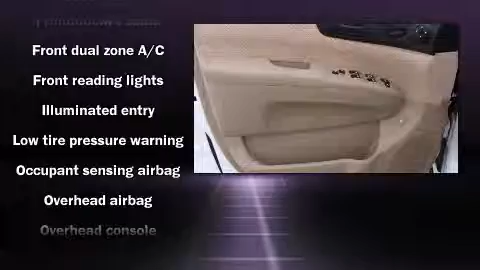 Front dual zone A/C
Front reading lights
Illuminated entry
Low tire pressure warning
Occupant sensing airbag
Overhead airbag
Overhead console